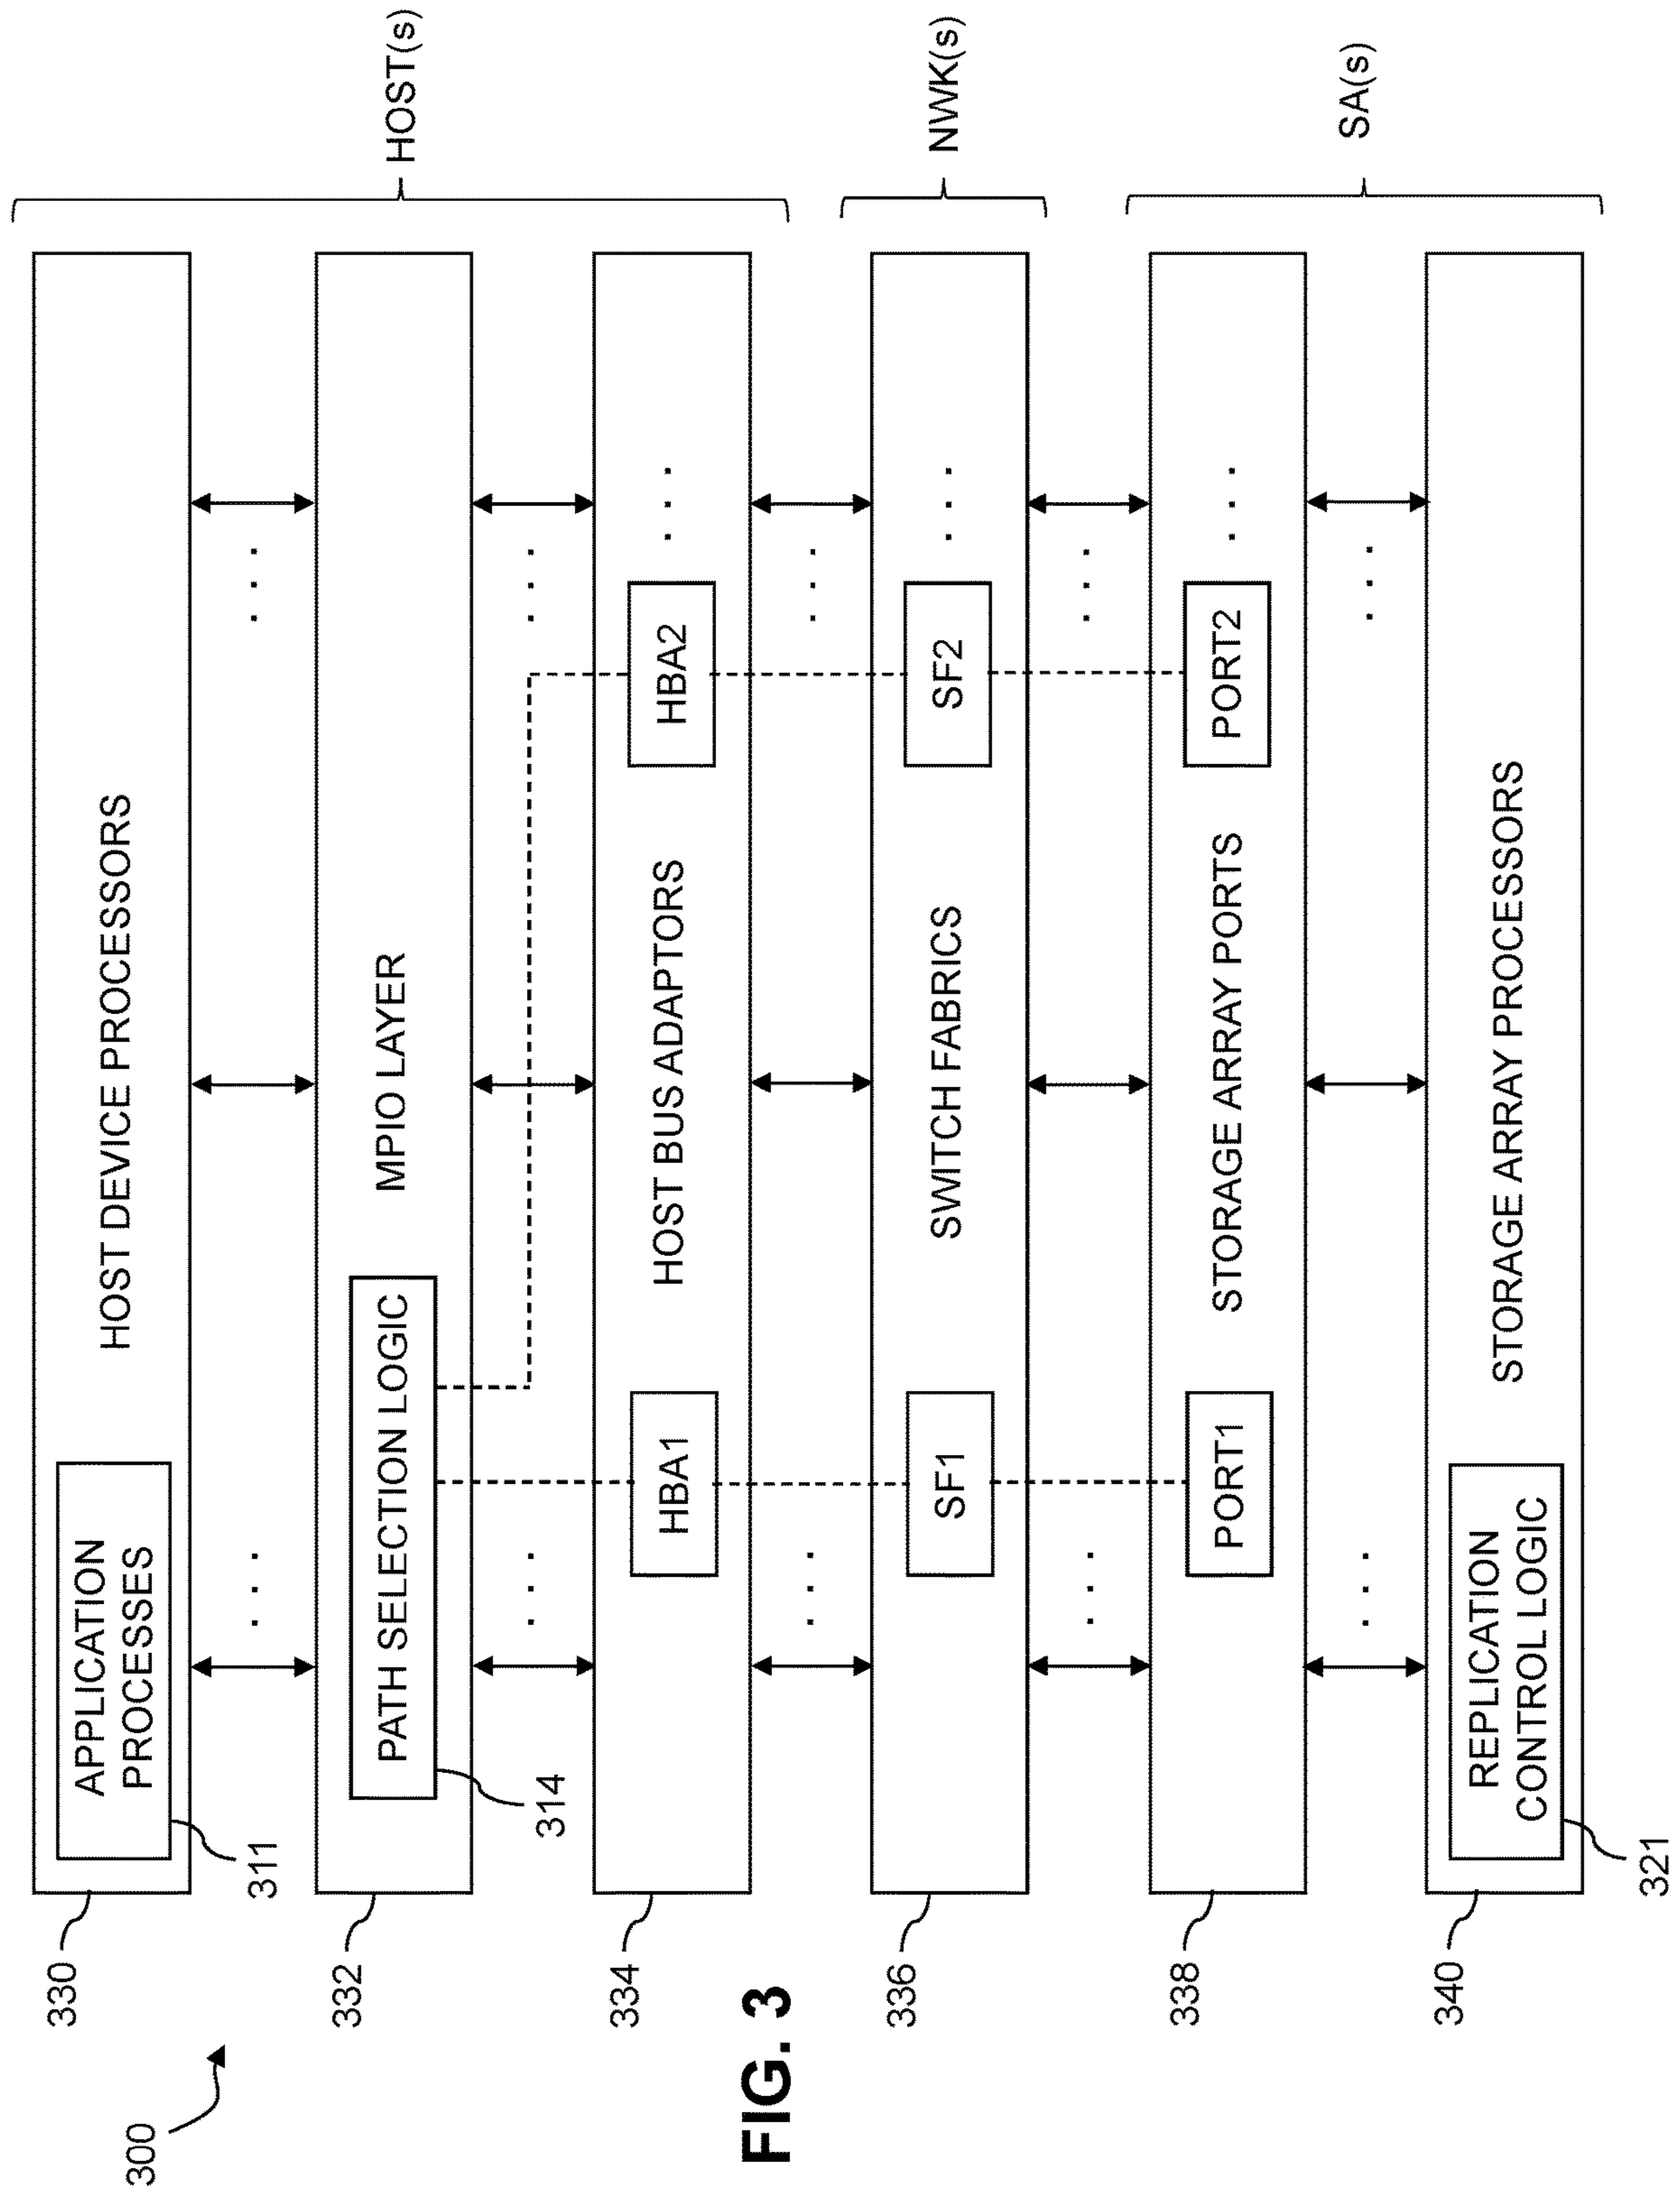 300
330
APPLICATION
PROCESSES
311
HOST DEVICE PROCESSORS
HOST(s)
332
PATH SELECTION LOGIC
314
MPIO LAYER
334
HBA1
HOST BUS ADAPTORS
HBA2
336
SF1
SWITCH FABRICS
SF2
NWK(s)
338
PORT1
STORAGE ARRAY PORTS
PORT2
SA(s)
340
REPLICATION
CONTROL LOGIC
321
STORAGE ARRAY PROCESSORS
FIG. 3